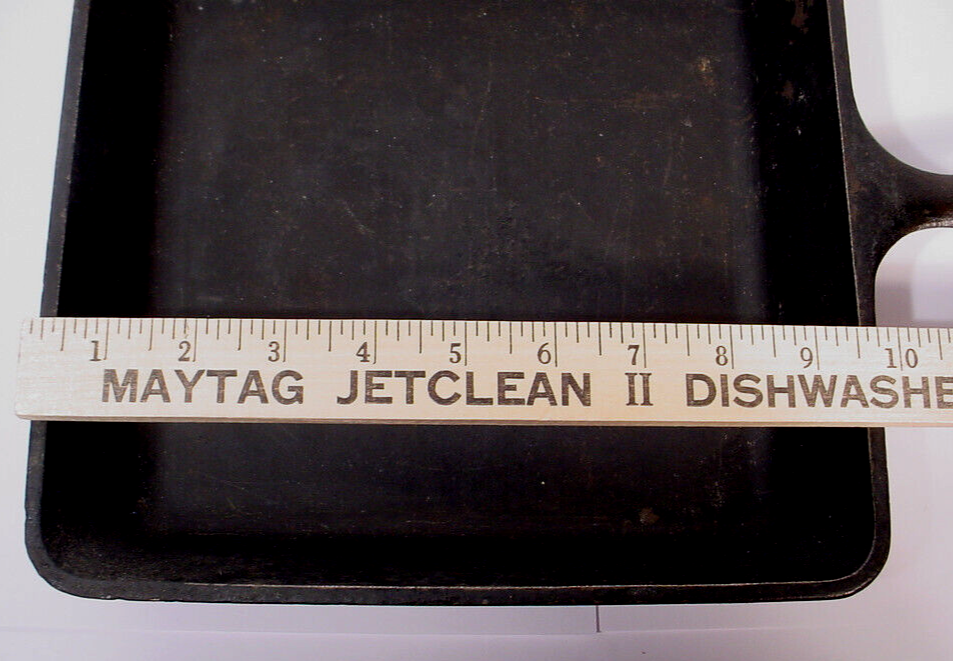 1 2 3 4 5 6 7 8 9 10
MAYTAG JETCLEAN II DISHWASHE